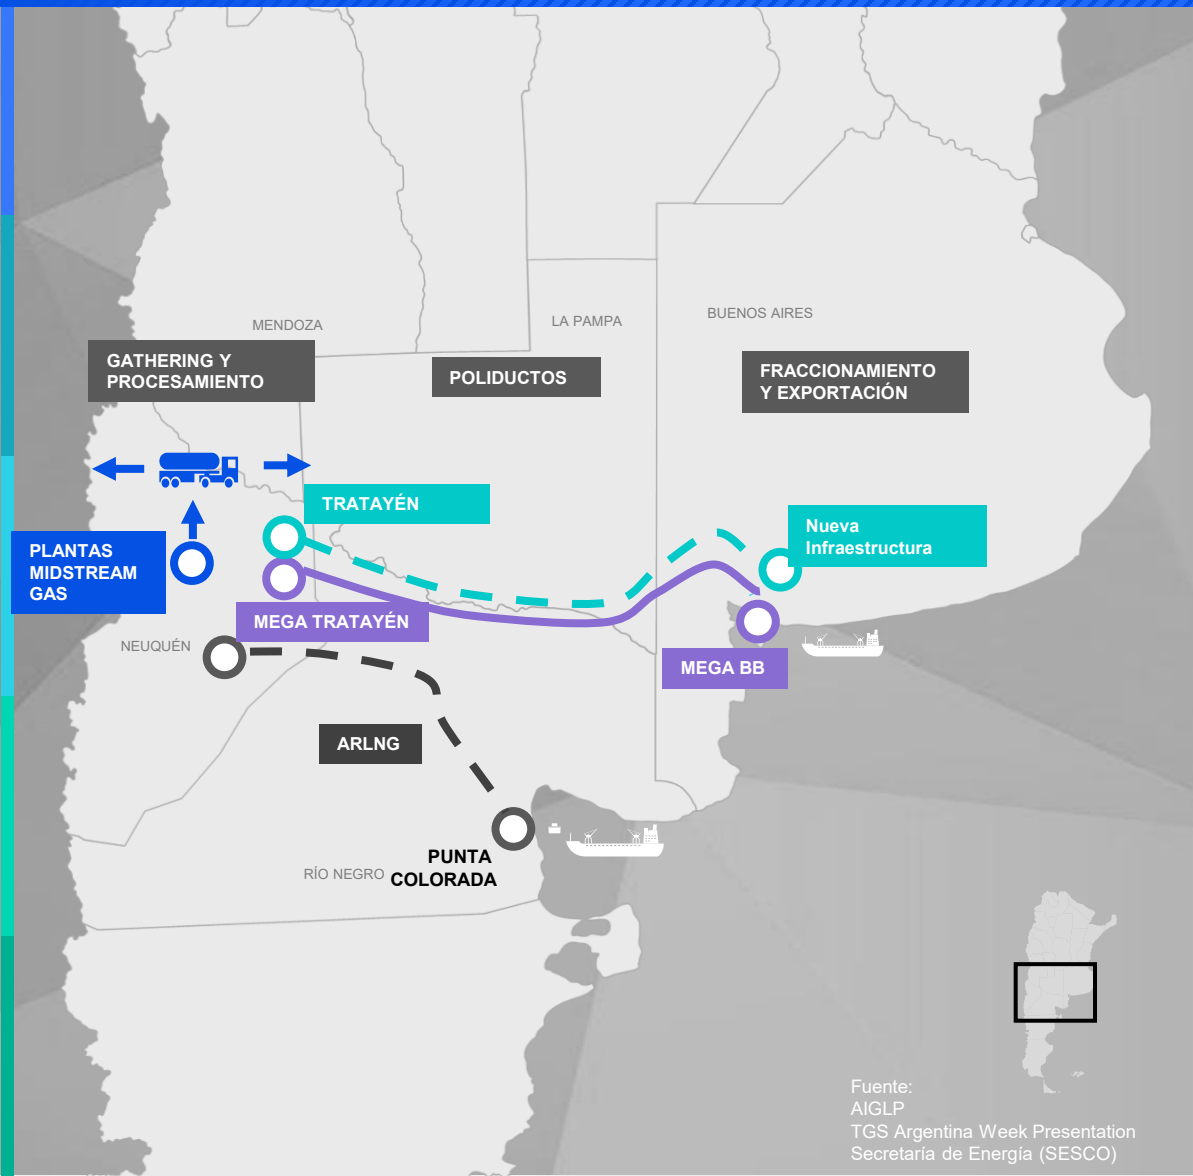 MENDOZA
LA PAMPA
BUENOS AIRES
GATHERING Y
PROCESAMIENTO
POLIDUCTOS
FRACCIONAMIENTO
Y EXPORTACIÓN
TRATAYÉN
Nueva
Infraestructura
PLANTAS
MIDSTREAM
GAS
MEGA TRATAYÉN
NEUQUÉN
MEGA BB
ARLNG
PUNTA
COLORADA
RÍO NEGRO
Fuente:
AIGLP
TGS Argentina Week Presentation
Secretaría de Energía (SESCO)